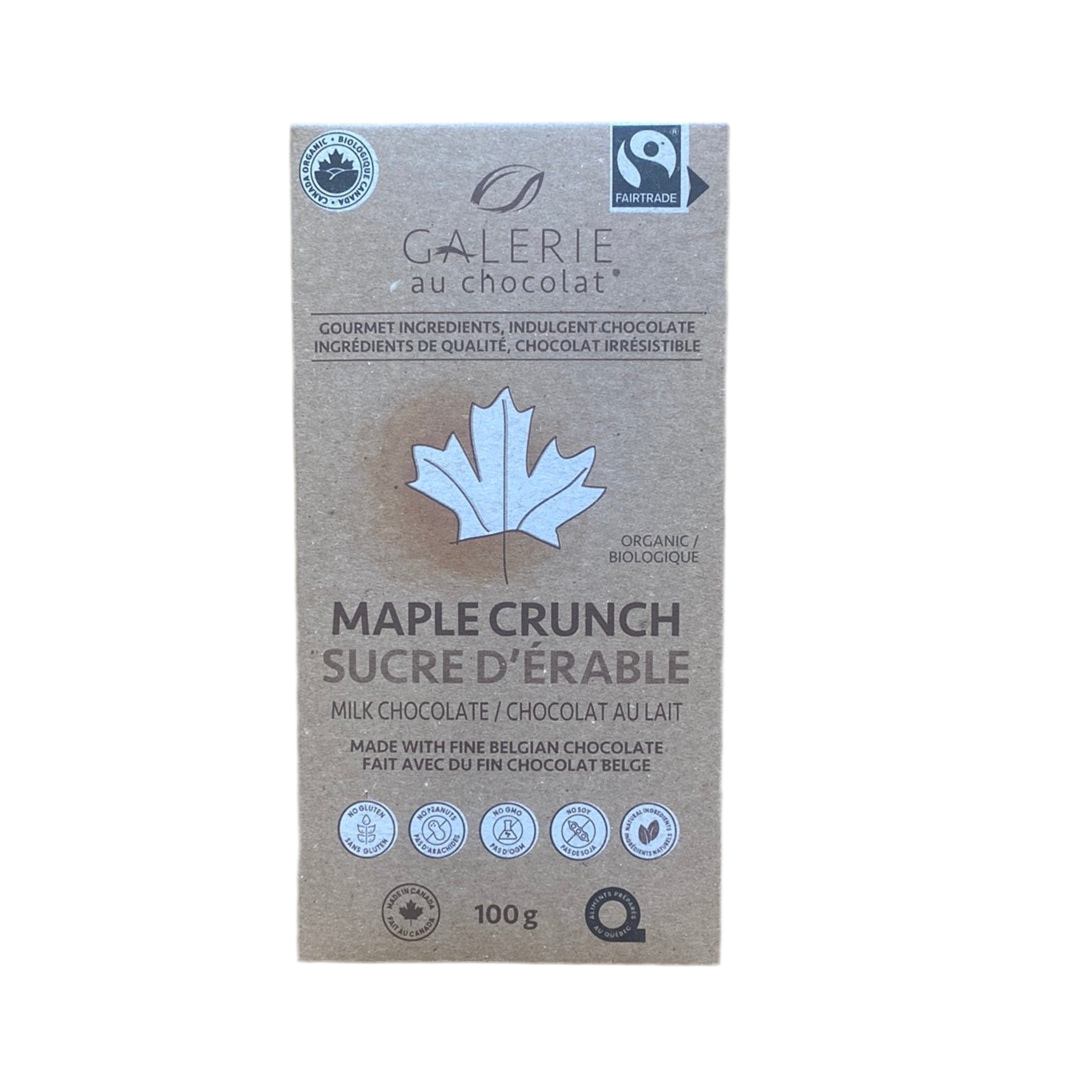 CANADA ORGANIC • BIOLOGIQUE CANADA •
FAIRTRADE
GALERIE
au chocolat
GOURMET INGREDIENTS, INDULGENT CHOCOLATE
INGRÉDIENTS DE QUALITÉ, CHOCOLAT IRRÉSISTIBLE
ORGANIC /
BIOLOGIQUE
MAPLE CRUNCH
SUCRE D'ÉRABLE
MILK CHOCOLATE / CHOCOLAT AU LAIT
MADE WITH FINE BELGIAN CHOCOLATE
FAIT AVEC DU FIN CHOCOLAT BELGE
NO GLUTEN
SANS GLUTEN
NO PEANUTS
PAS D'ARACHIDES
NO GMO
PAS D'OGM
NO SOY
PAS DE SOJA
NATURAL INGREDIENTS
INGRÉDIENTS NATURELS
MADE IN CANADA
FAIT AU CANADA
100 g
ALIMENTS PRÉPARÉS
AU QUÉBEC